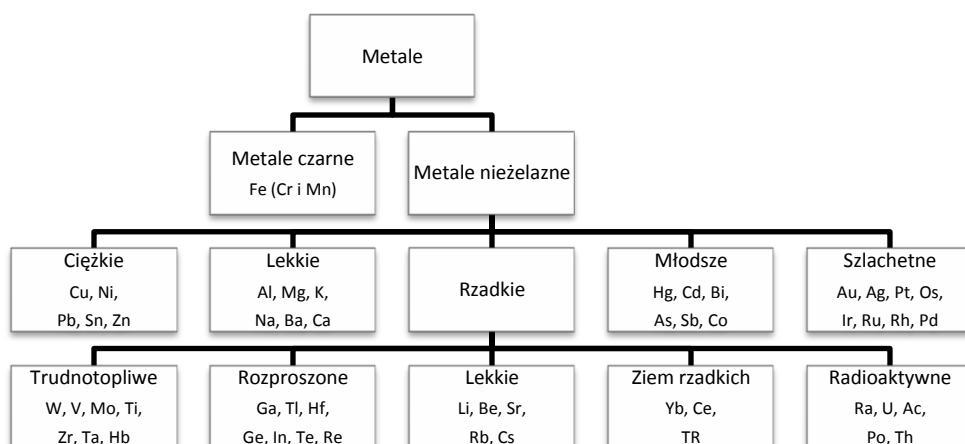 Metale
Metale czarne
Fe (Cr i Mn)
Metale nieżelazne
Ciężkie
Cu, Ni,
Pb, Sn, Zn
Lekkie
Al, Mg, K,
Na, Ba, Ca
Rzadkie
Młodsze
Hg, Cd, Bi,
As, Sb, Co
Szlachetne
Au, Ag, Pt, Os,
Ir, Ru, Rh, Pd
Trudnotopliwe
W, V, Mo, Ti,
Zr, Ta, Hb
Rozproszone
Ga, Tl, Hf,
Ge, In, Te, Re
Lekkie
Li, Be, Sr,
Rb, Cs
Ziem rzadkich
Yb, Ce,
TR
Radioaktywne
Ra, U, Ac,
Po, Th